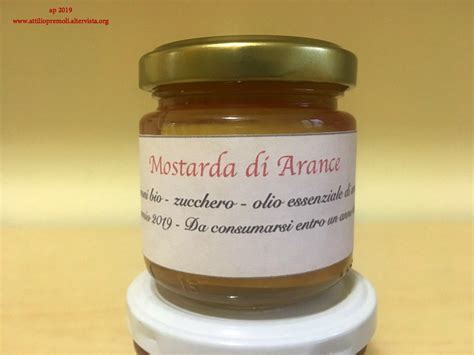 ap 2019
www.attiliopremoli.altervista.org
Mostarda di Arance
bio - zucchero - olio essenziale di
2019 - Da consumarsi entro un